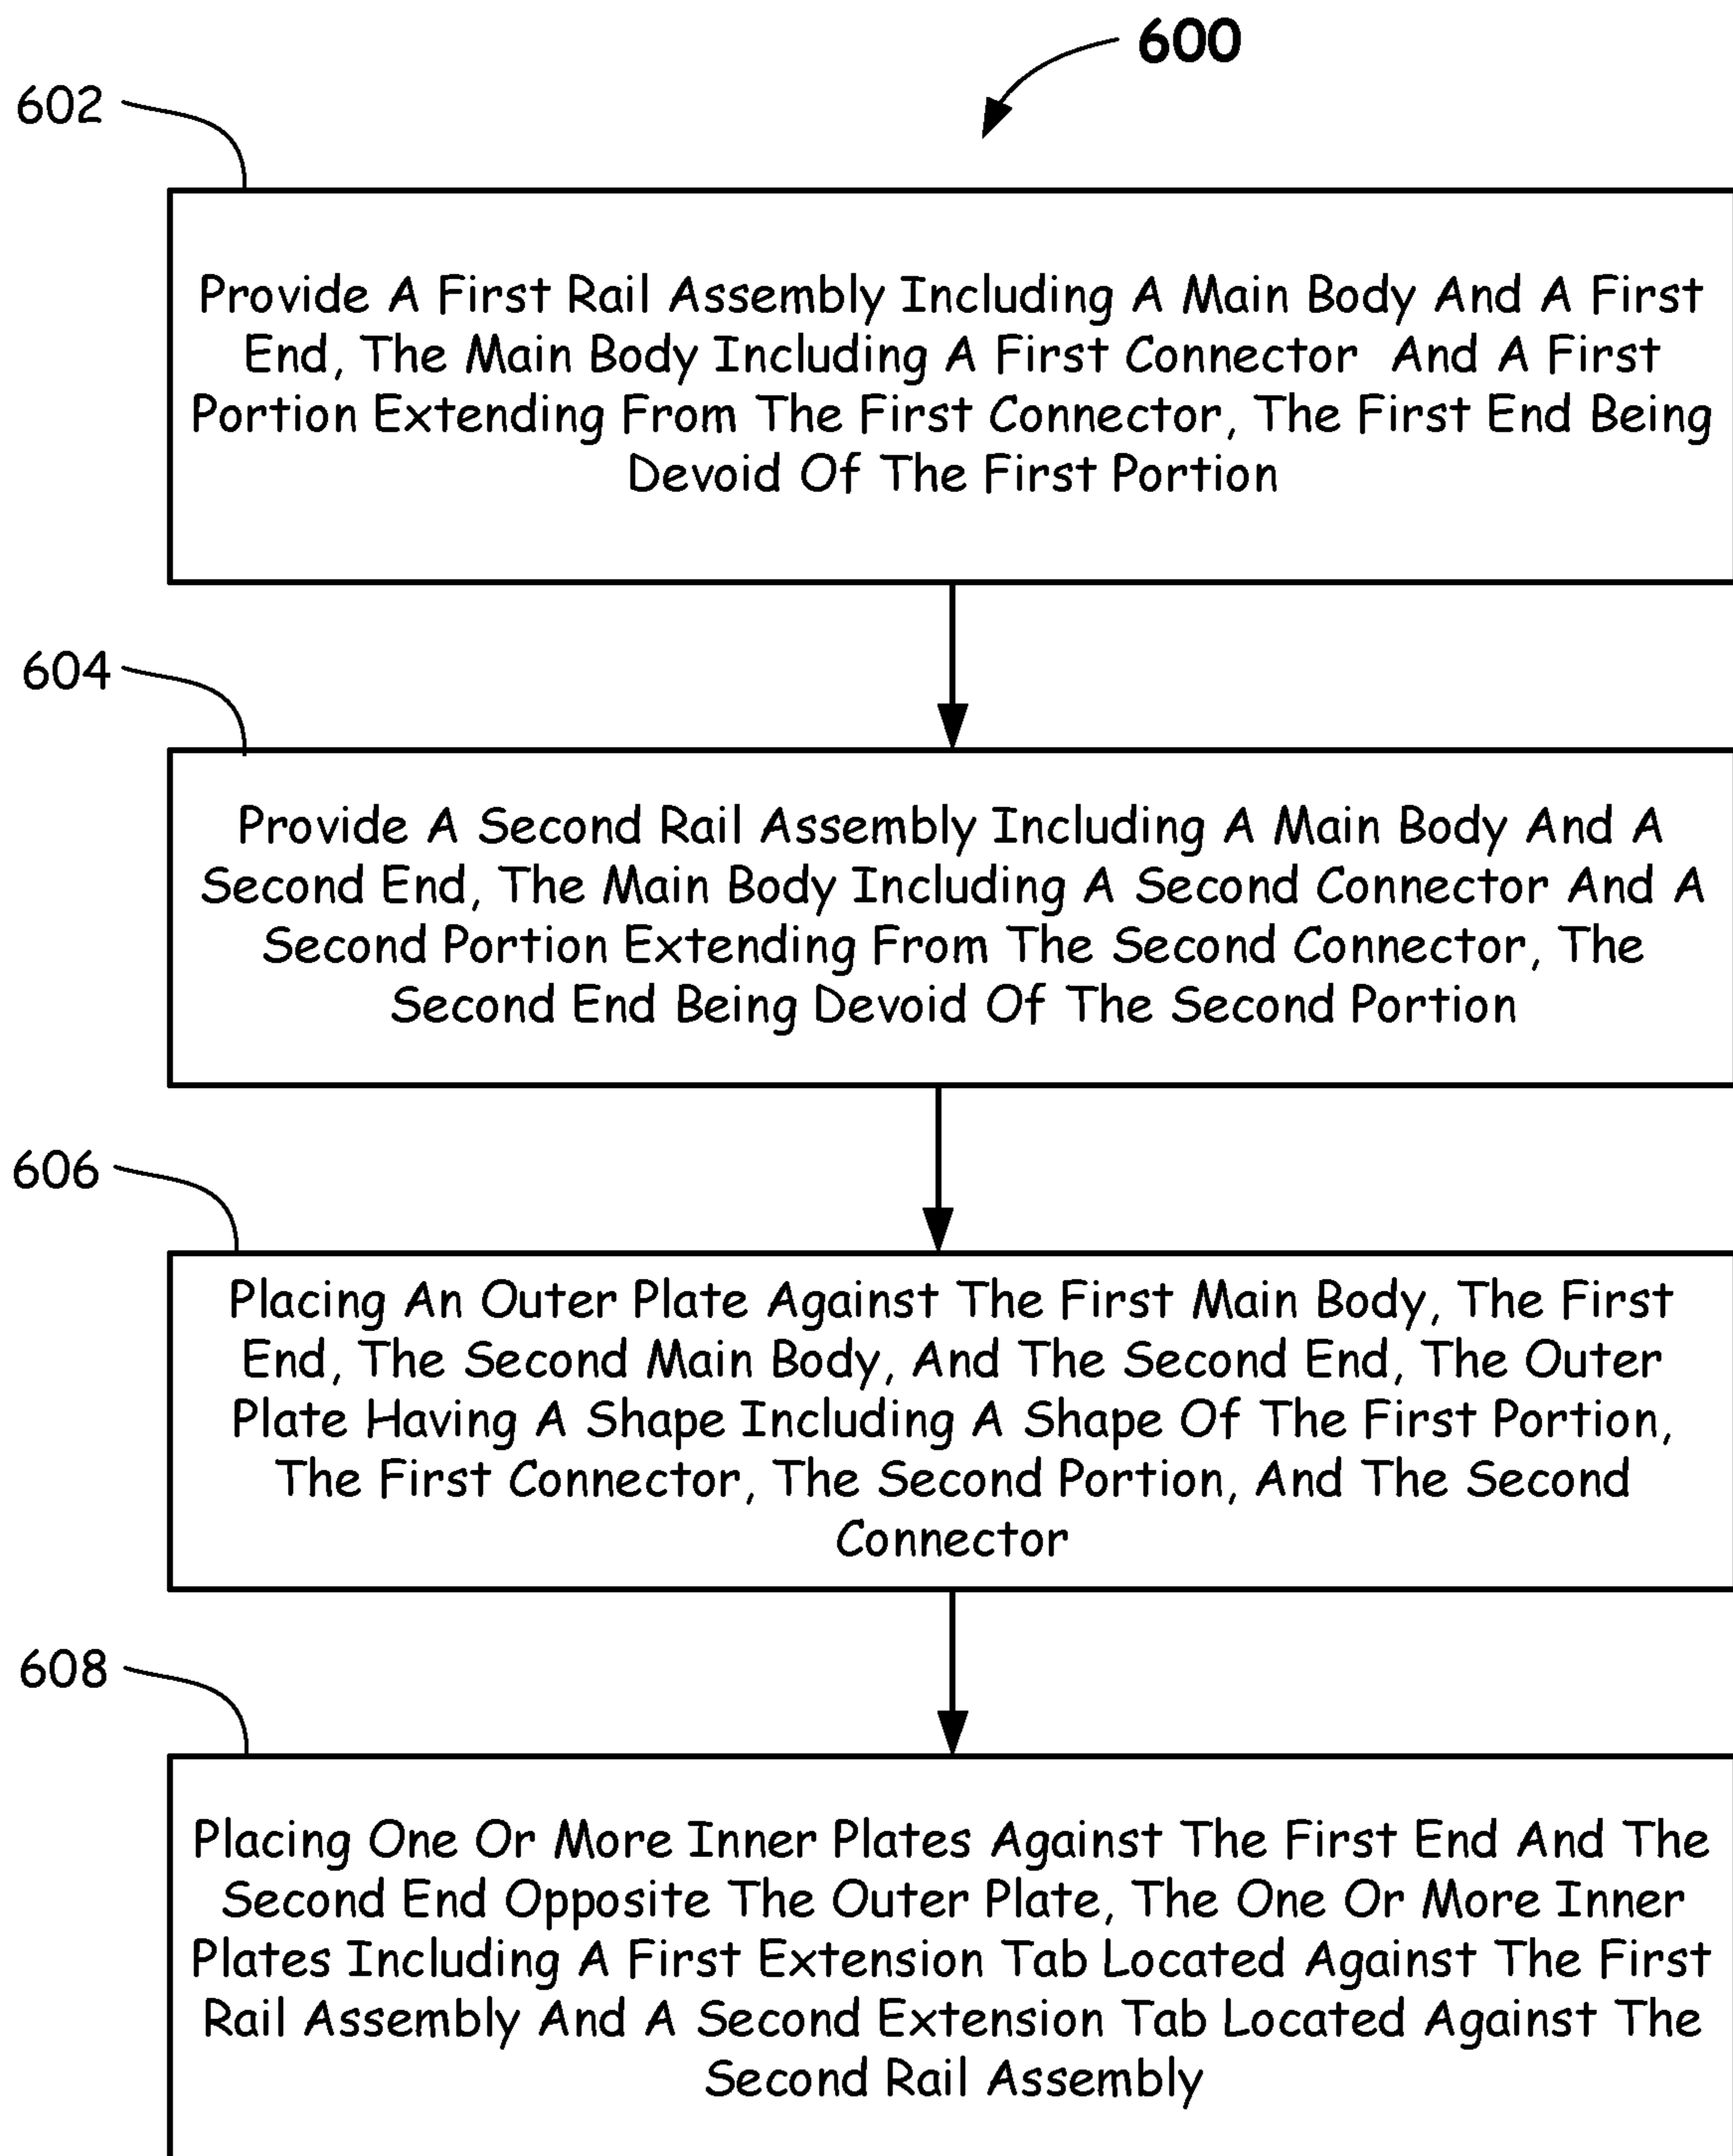 600
602
Provide A First Rail Assembly Including A Main Body And A First
End, The Main Body Including A First Connector And A First
Portion Extending From The First Connector, The First End Being
Devoid Of The First Portion
604
Provide A Second Rail Assembly Including A Main Body And A
Second End, The Main Body Including A Second Connector And A
Second Portion Extending From The Second Connector, The
Second End Being Devoid Of The Second Portion
606
Placing An Outer Plate Against The First Main Body, The First
End, The Second Main Body, And The Second End, The Outer
Plate Having A Shape Including A Shape Of The First Portion,
The First Connector, The Second Portion, And The Second
Connector
608
Placing One Or More Inner Plates Against The First End And The
Second End Opposite The Outer Plate, The One Or More Inner
Plates Including A First Extension Tab Located Against The First
Rail Assembly And A Second Extension Tab Located Against The
Second Rail Assembly